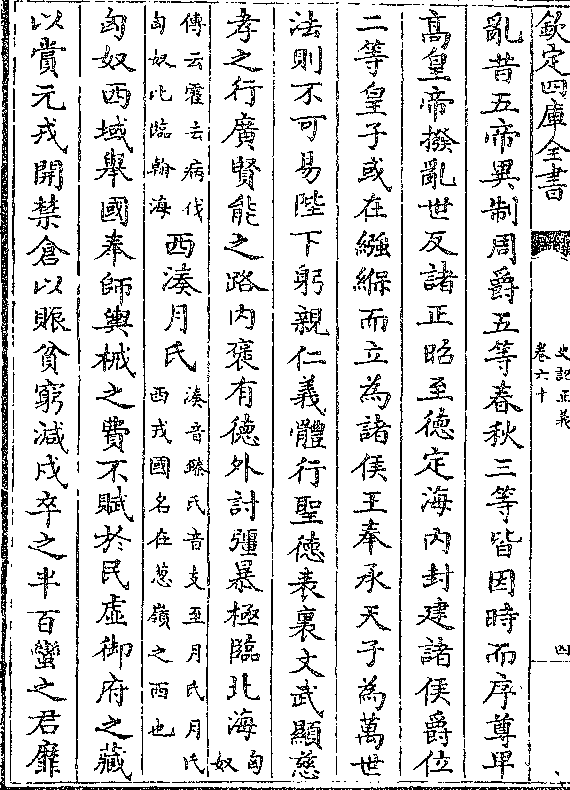 欽定四庫全書
史記正義
卷六十
四
亂昔五帝異制周爵五等春秋三等皆因時而序尊卑
高皇帝撥亂世反諸正昭至德定海內封建諸侯爵位
二等皇子或在繈緥而立為諸侯王奉承天子為萬世
法則不可易陛下躬親仁義體行聖德表裏文武顯慈
孝之行廣賢能之路內褒有德外討彊暴極臨北海匈奴
傳云霍去病伐匈奴北臨翰海西湊月氏湊音臻氏音支至月氏月氏西戎國名在葱嶺之西也
匈奴西域舉國奉師輿械之費不賦於民虛御府之藏
以賞元戎開禁倉以賑貧窮減戍卒之半百蠻之君靡